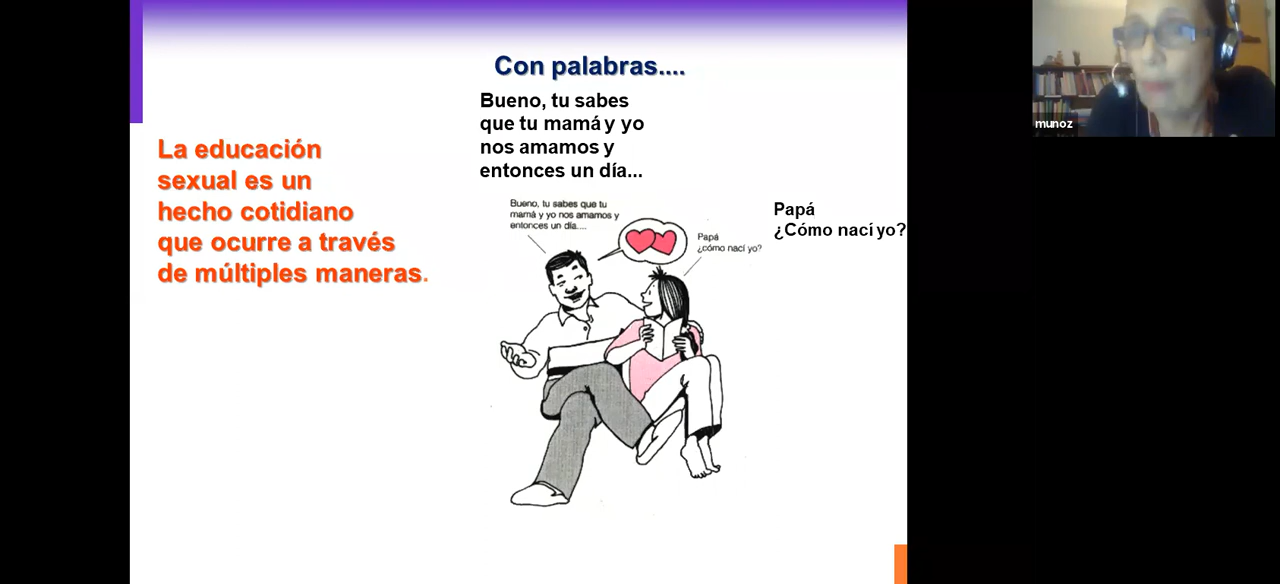 Con palabras....
Bueno, tu sabes
que tu mamá y yo
nos amamos y
entonces un día...
La educación
sexual es un
hecho cotidiano
que ocurre a través
de múltiples maneras.
Bueno, tu sabes que tu
mamá y yo nos amamos y
entonces un día....
Papá
¿cómo nací yo?
Papá
¿Cómo nací yo?
munoz